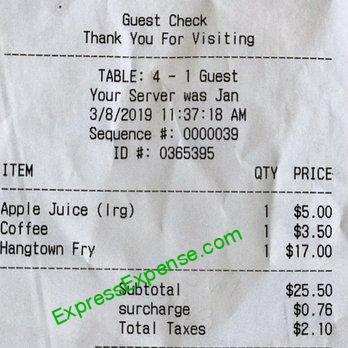 Guest Check
Thank You For Visiting
TABLE: 4 - 1 Guest
Your Server was Jan
3/8/2019 11:37:18 AM
Sequence #: 0000039
ID #: 0365395
ITEM QTY PRICE
Apple Juice (lrg) 1 $5.00
Coffee 1 $3.50
Hangtown Fry 1 $17.00
ExpressExpense.com
Subtotal $25.50
surcharge $0.76
Total Taxes $2.10